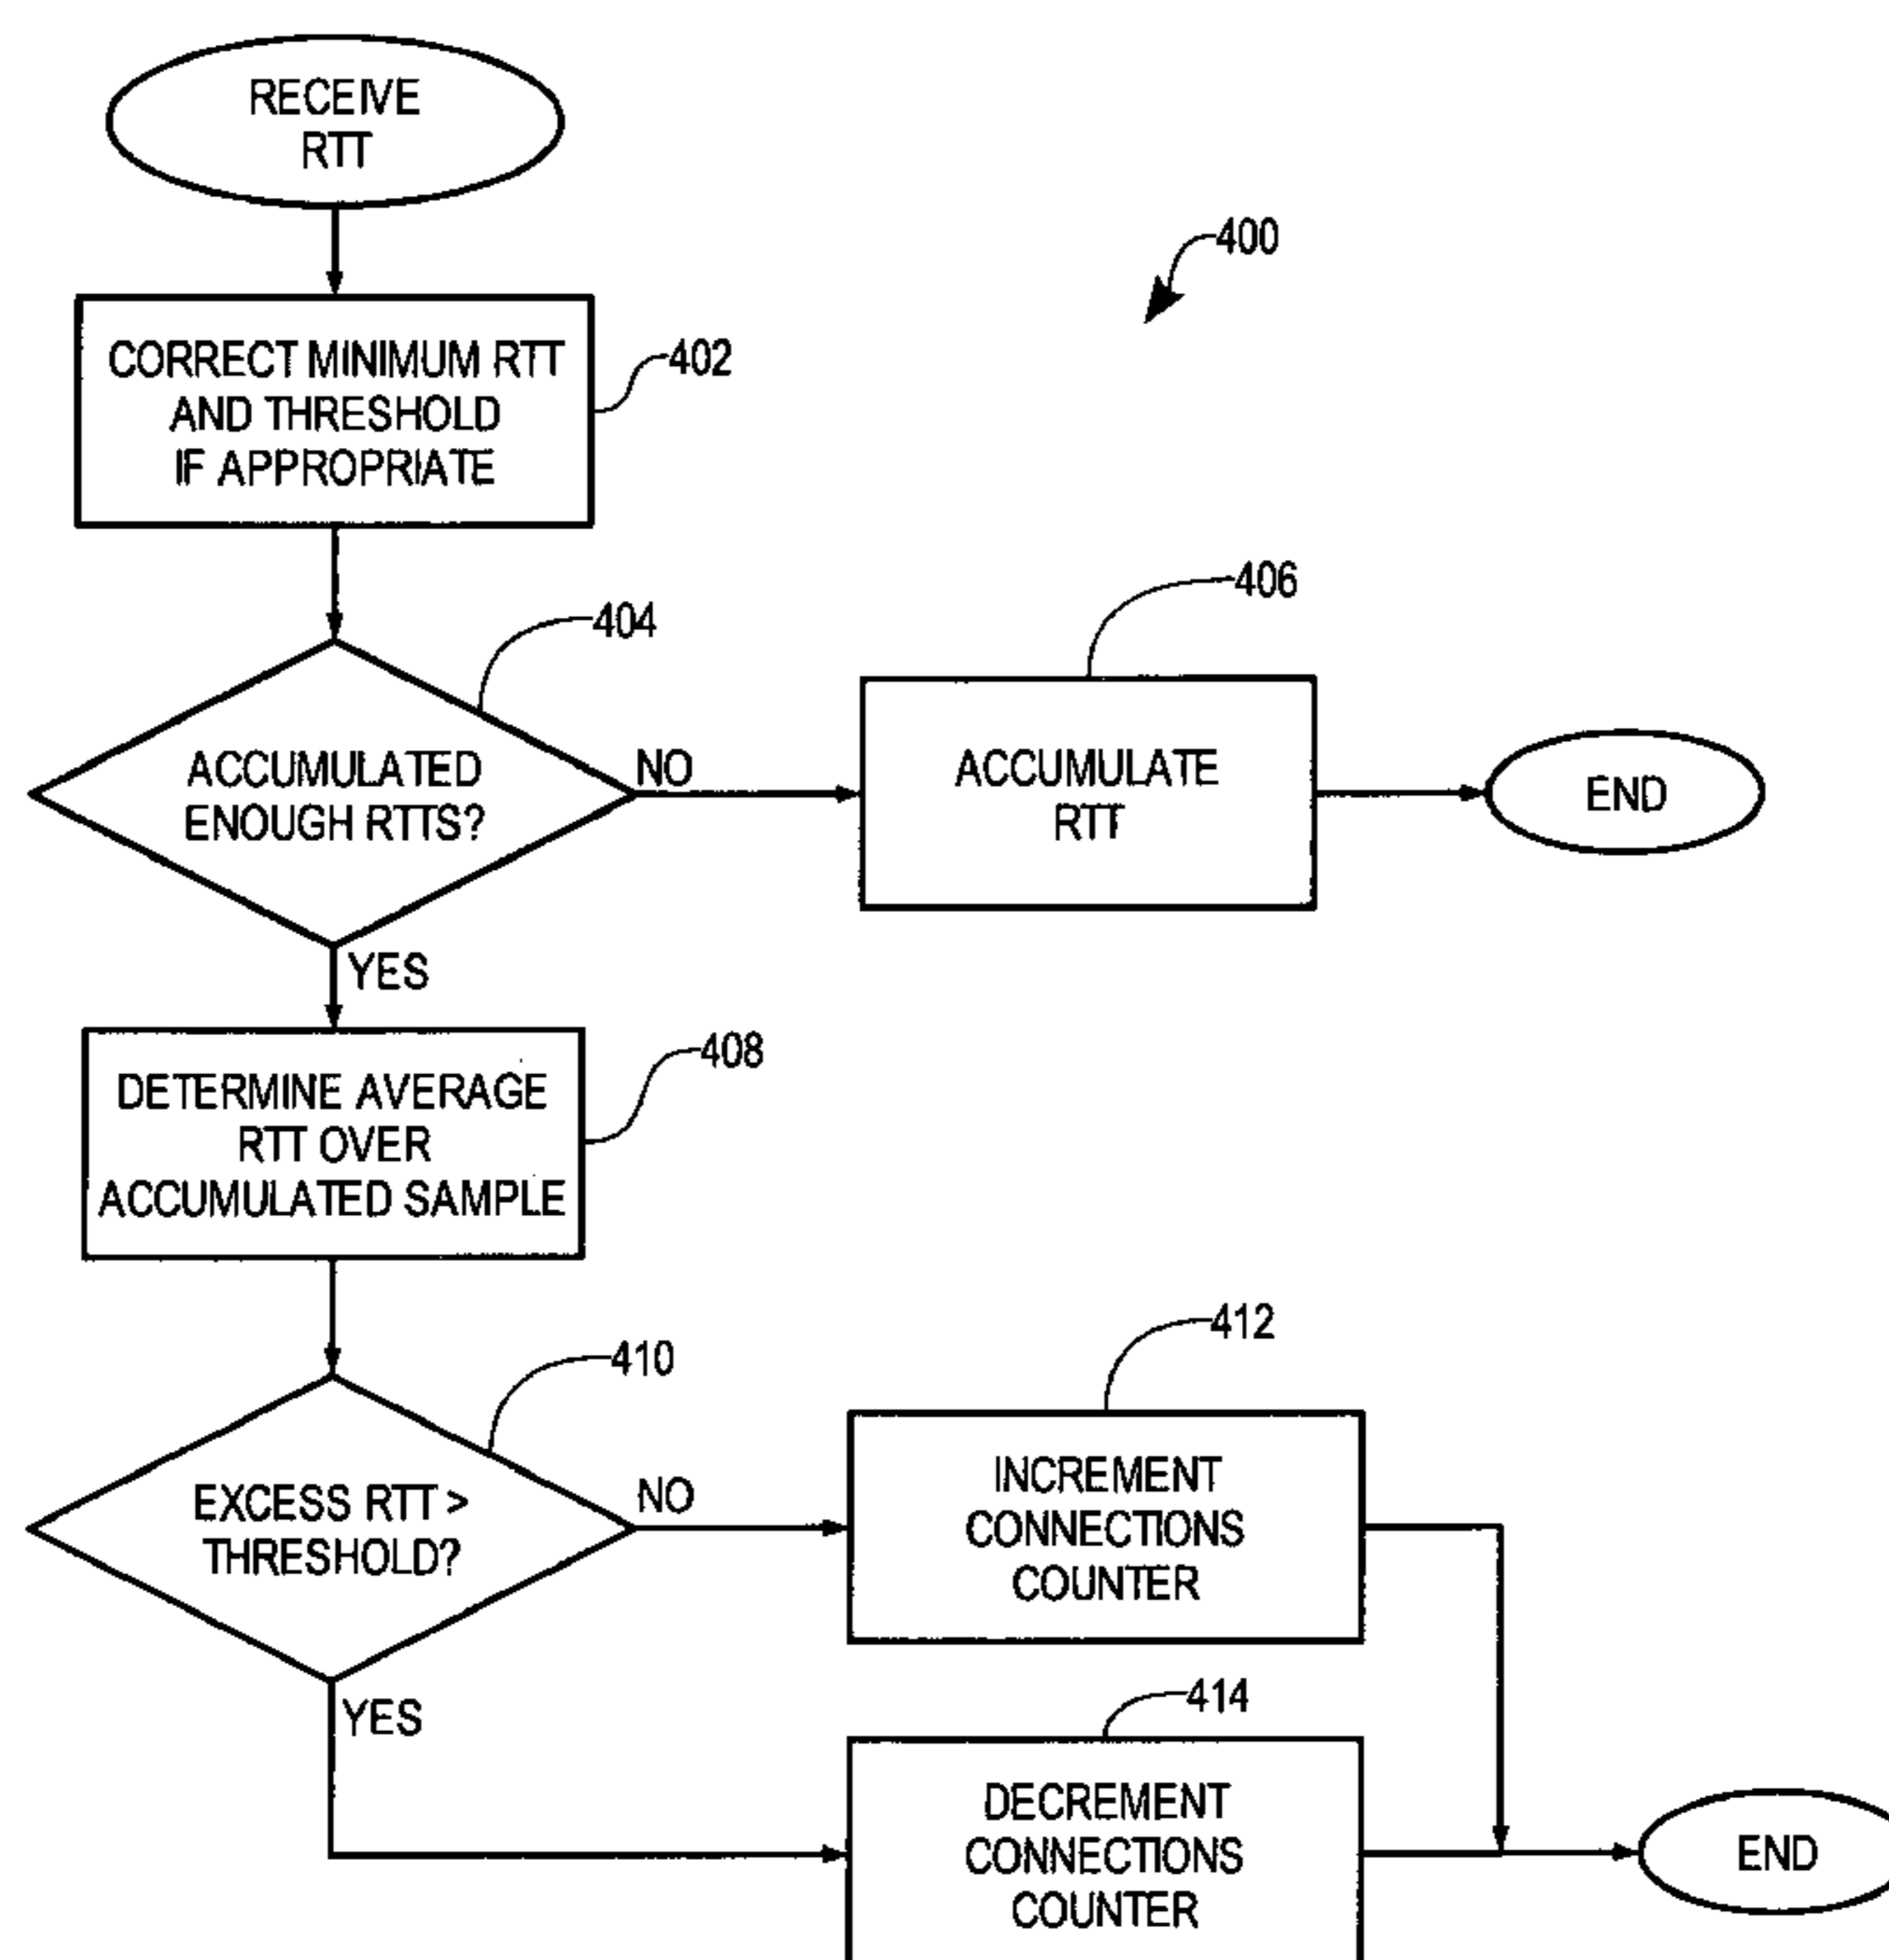 RECEIVE
RTT
400
CORRECT MINIMUM RTT
AND THRESHOLD
IF APPROPRIATE
402
404
406
ACCUMULATED
ENOUGH RTTS?
NO
ACCUMULATE
RTT
END
YES
408
DETERMINE AVERAGE
RTT OVER
ACCUMULATED SAMPLE
410
412
EXCESS RTT >
THRESHOLD?
NO
INCREMENT
CONNECTIONS
COUNTER
YES
414
DECREMENT
CONNECTIONS
COUNTER
END